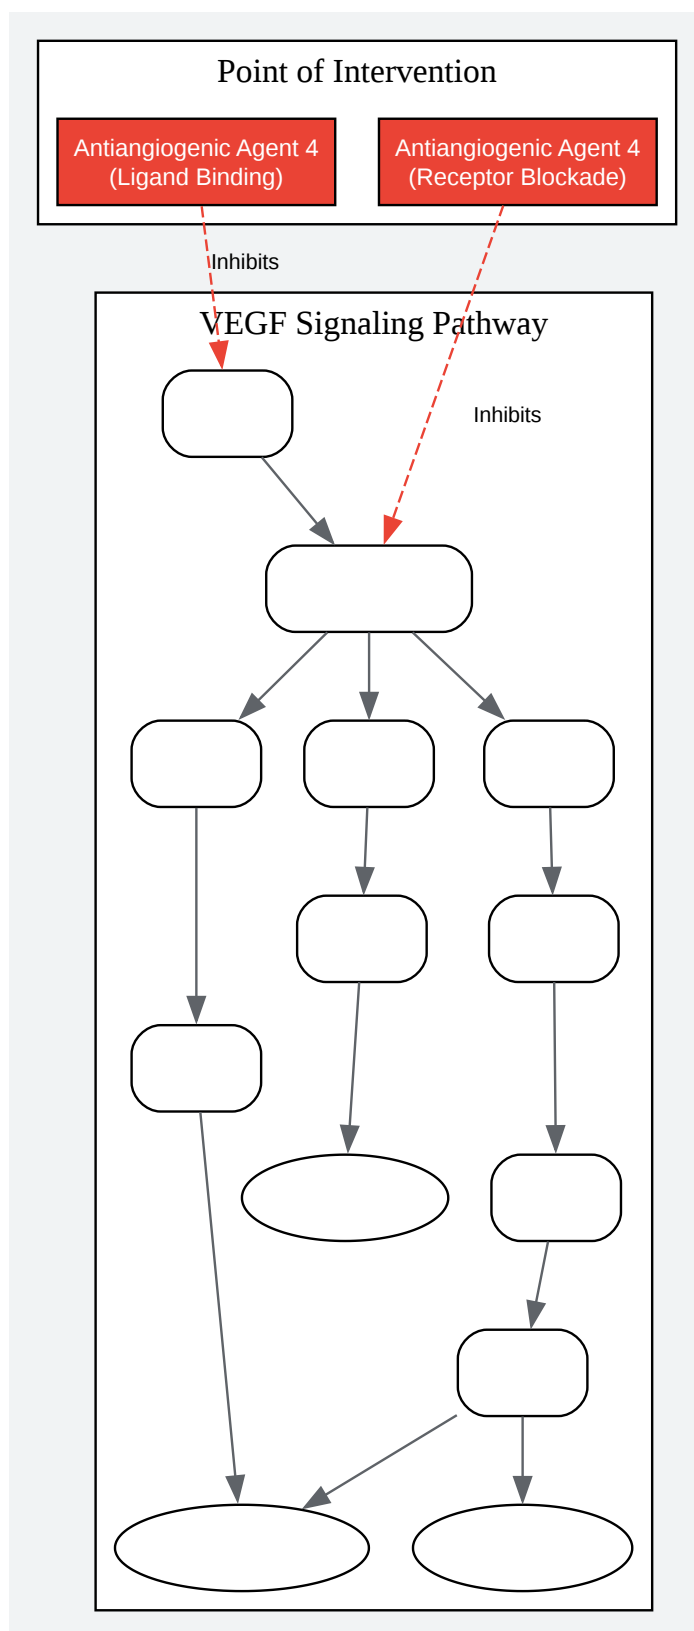 Point of Intervention
Antiangiogenic Agent 4
(Ligand Binding)
Antiangiogenic Agent 4
(Receptor Blockade)
Inhibits
VEGF Signaling Pathway
Inhibits